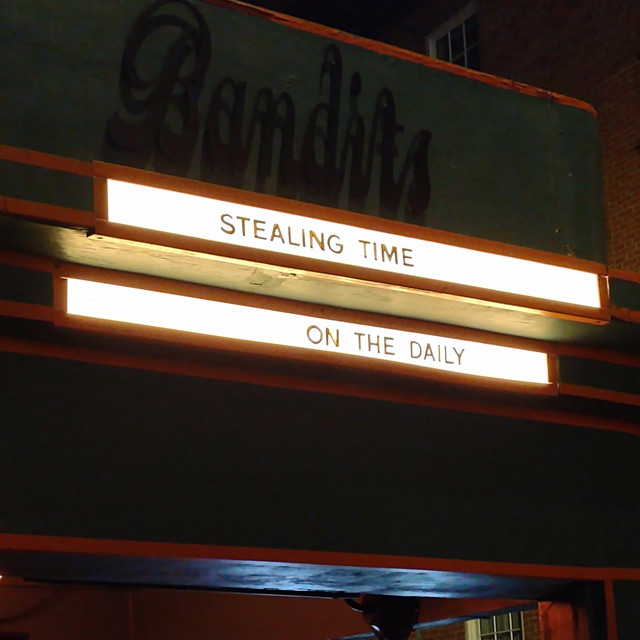 Bandits
STEALING TIME
ON THE DAILY